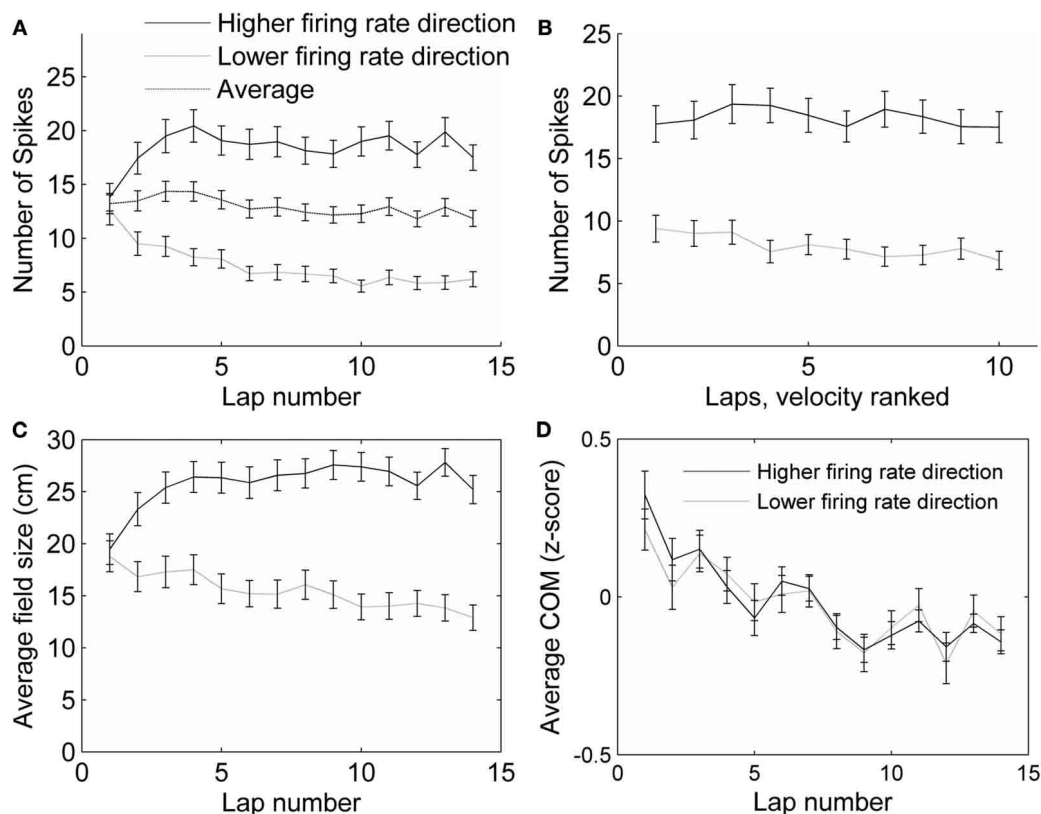 A
Higher firing rate direction
Lower firing rate direction
Average
Number of Spikes
25
20
15
10
5
0
0
5
10
15
Lap number
B
Number of Spikes
25
20
15
10
5
0
0
5
10
Laps, velocity ranked
C
Average field size (cm)
30
25
20
15
10
5
0
0
5
10
15
Lap number
D
Higher firing rate direction
Lower firing rate direction
Average COM (z-score)
0.5
0
-0.5
0
5
10
15
Lap number